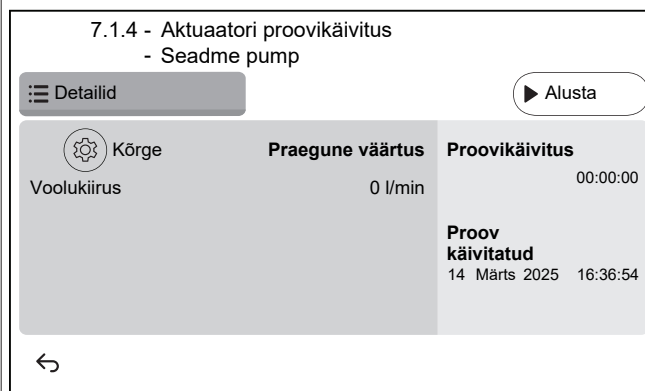 7.1.4 - Aktuaatori proovikäivitus
- Seadme pump
Detailid
Alusta
Kõrge
Praegune väärtus
Proovikäivitus
Voolukiirus
0 l/min
00:00:00
Proov
käivitatud
14 Märts 2025 16:36:54